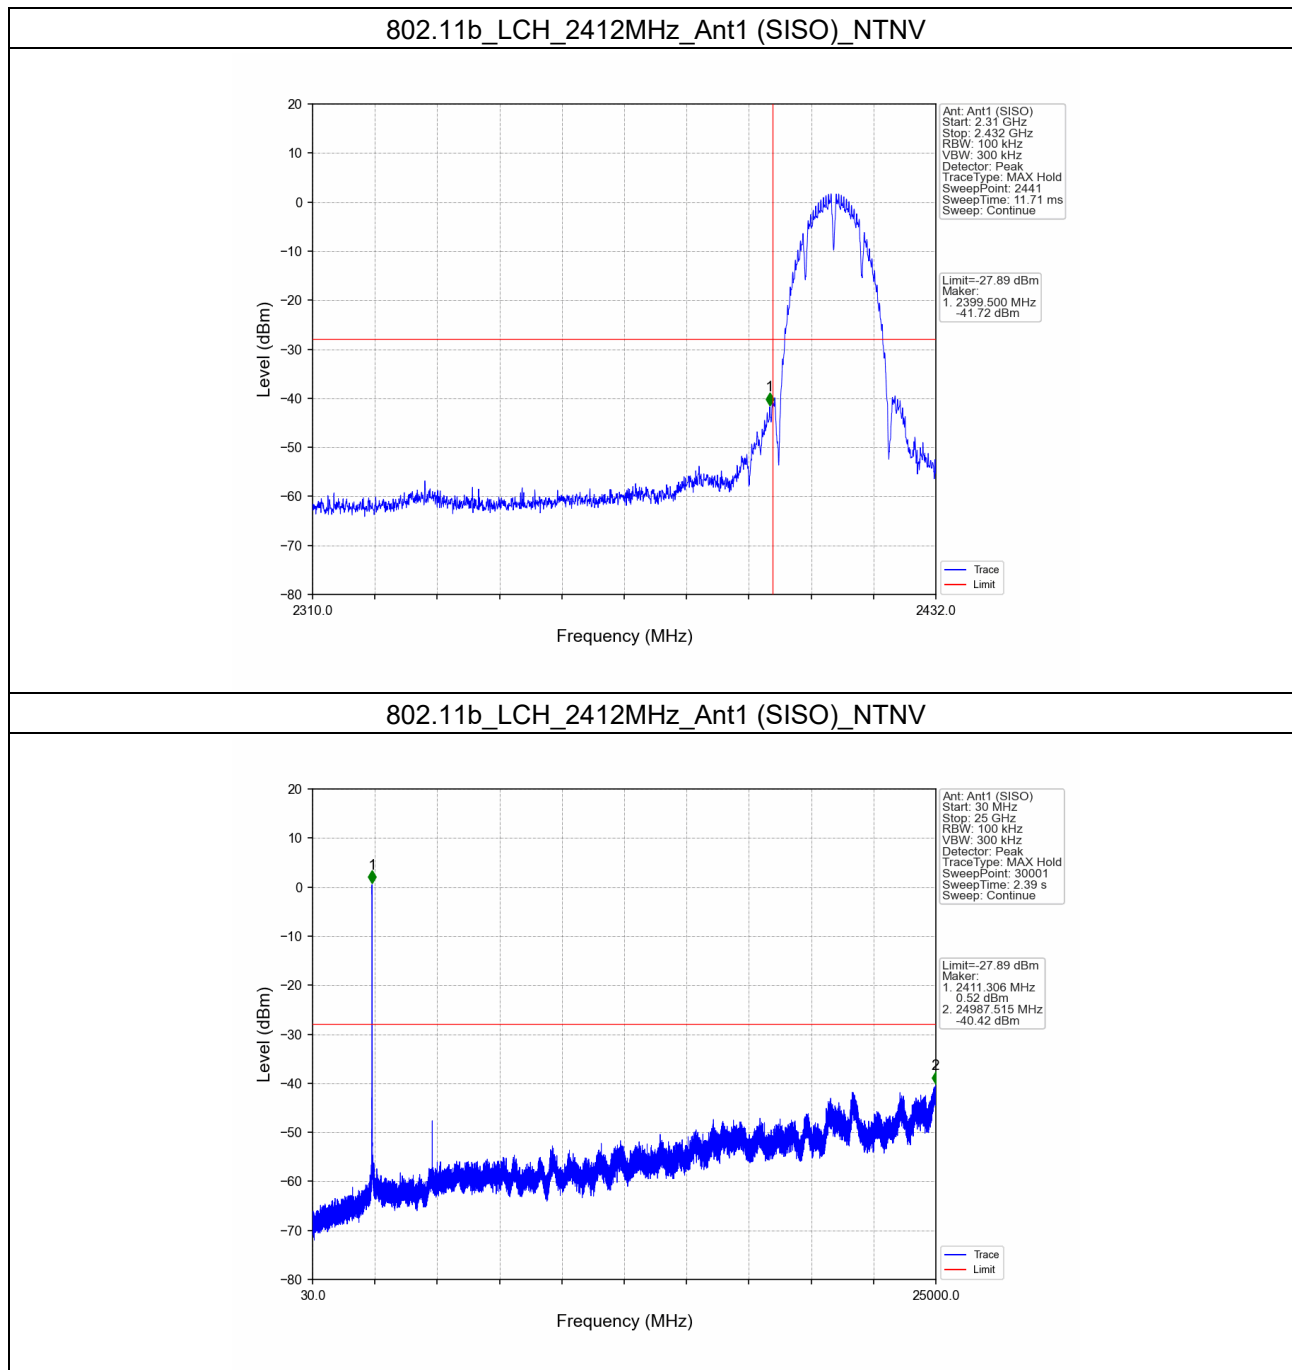 802.11b_LCH_2412MHz_Ant1 (SISO)_NTNV
20
10
0
−10
−20
−30
−40
−50
−60
−70
−80
Level (dBm)
1
2310.0
2432.0
Frequency (MHz)
Ant: Ant1 (SISO)
Start: 2.31 GHz
Stop: 2.432 GHz
RBW: 100 kHz
VBW: 300 kHz
Detector: Peak
TraceType: MAX Hold
SweepPoint: 2441
SweepTime: 11.71 ms
Sweep: Continue
Limit=-27.89 dBm
Maker:
1. 2399.500 MHz
-41.72 dBm
Trace
Limit
802.11b_LCH_2412MHz_Ant1 (SISO)_NTNV
20
10
0
−10
−20
−30
−40
−50
−60
−70
−80
Level (dBm)
1
2
30.0
25000.0
Frequency (MHz)
Ant: Ant1 (SISO)
Start: 30 MHz
Stop: 25 GHz
RBW: 100 kHz
VBW: 300 kHz
Detector: Peak
TraceType: MAX Hold
SweepPoint: 30001
SweepTime: 2.39 s
Sweep: Continue
Limit=-27.89 dBm
Maker:
1. 2411.306 MHz
0.52 dBm
2. 24987.515 MHz
-40.42 dBm
Trace
Limit